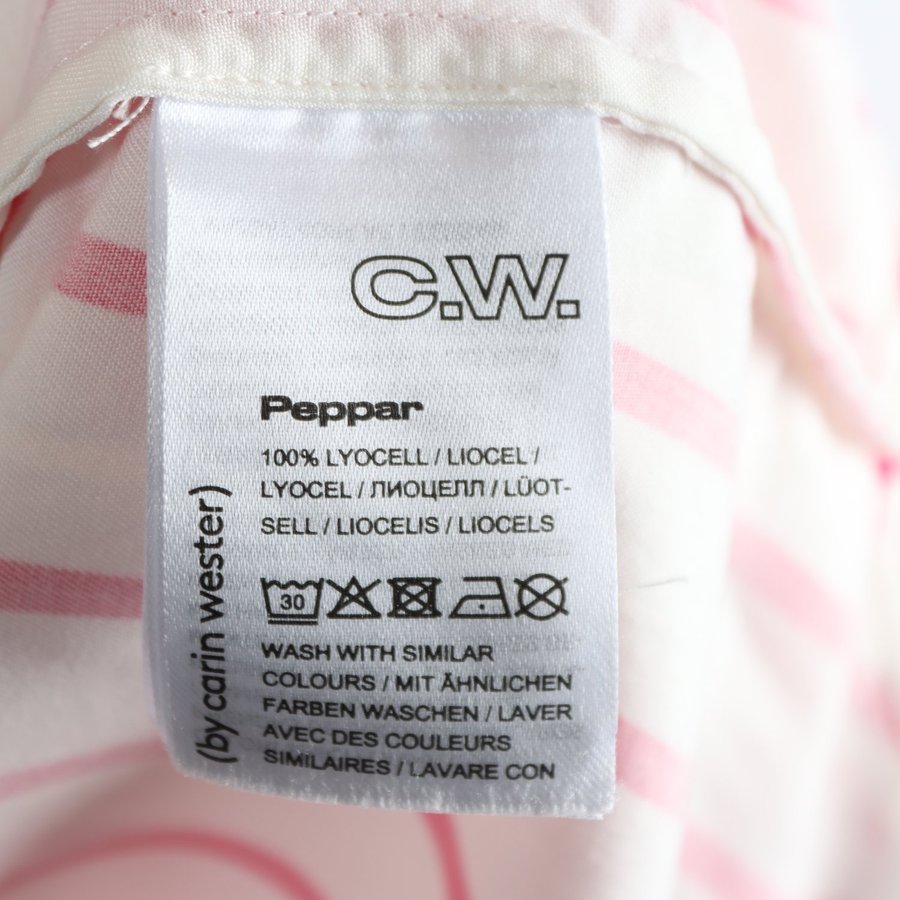 C.W.
Peppar
100% LYOCELL / LIOCEL /
LYOCEL / ЛИОЦЕЛЛ / LÜOT-
SELL / LIOCELIS / LIOCELS
30
WASH WITH SIMILAR
COLOURS / MIT ÄHNLICHEN
FARBEN WASCHEN / LAVER
AVEC DES COULEURS
SIMILAIRES / LAVARE CON
(by carin wester)